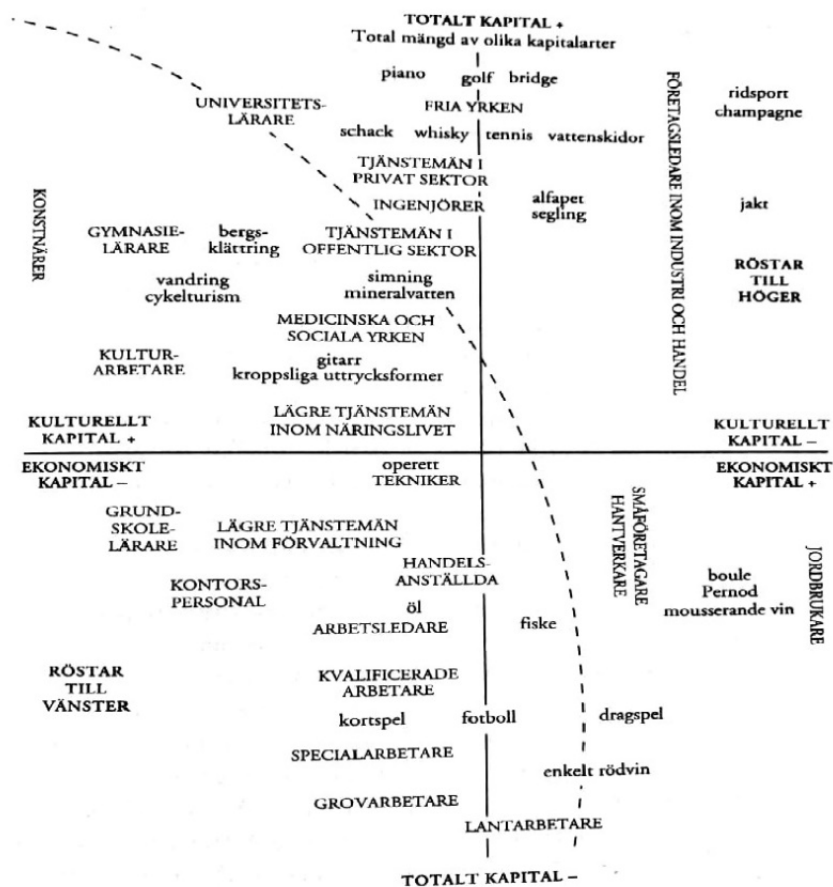 TOTALT KAPITAL +
Total mängd av olika kapitalarter
piano
golf
bridge
ridsport
champagne
UNIVERSITETS-
LÄRARE
FRIA YRKEN
schack
whisky
tennis
vattenskidor
FÖRETAGSLEDARE INOM INDUSTRI OCH HANDEL
TJÄNSTEMÄN I
PRIVAT SEKTOR
KONSTNÄRER
INGENJÖRER
alfapet
segling
jakt
GYMNASIE-
LÄRARE
bergs-
klättring
TJÄNSTEMÄN I
OFFENTLIG SEKTOR
RÖSTAR
TILL
HÖGER
vandring
cykelturism
simning
mineralvatten
MEDICINSKA OCH
SOCIALA YRKEN
KULTUR-
ARBETARE
gitarr
kroppsliga uttrycksformer
LÄGRE TJÄNSTEMÄN
INOM NÄRINGSLIVET
KULTURELLT
KAPITAL +
KULTURELLT
KAPITAL –
EKONOMISKT
KAPITAL –
operett
TEKNIKER
EKONOMISKT
KAPITAL +
GRUND-
SKOLE-
LÄRARE
LÄGRE TJÄNSTEMÄN
INOM FÖRVALTNING
SMÅFÖRETAGARE
HANTVERKARE
HANDELS-
ANSTÄLLDA
JORDBRUKARE
KONTORS-
PERSONAL
boule
Pernod
mousserande vin
öl
ARBETSLEDARE
fiske
RÖSTAR
TILL
VÄNSTER
KVALIFICERADE
ARBETARE
kortspel
fotboll
dragspel
SPECIALARBETARE
enkelt rödvin
GROVARBETARE
LANTARBETARE
TOTALT KAPITAL –